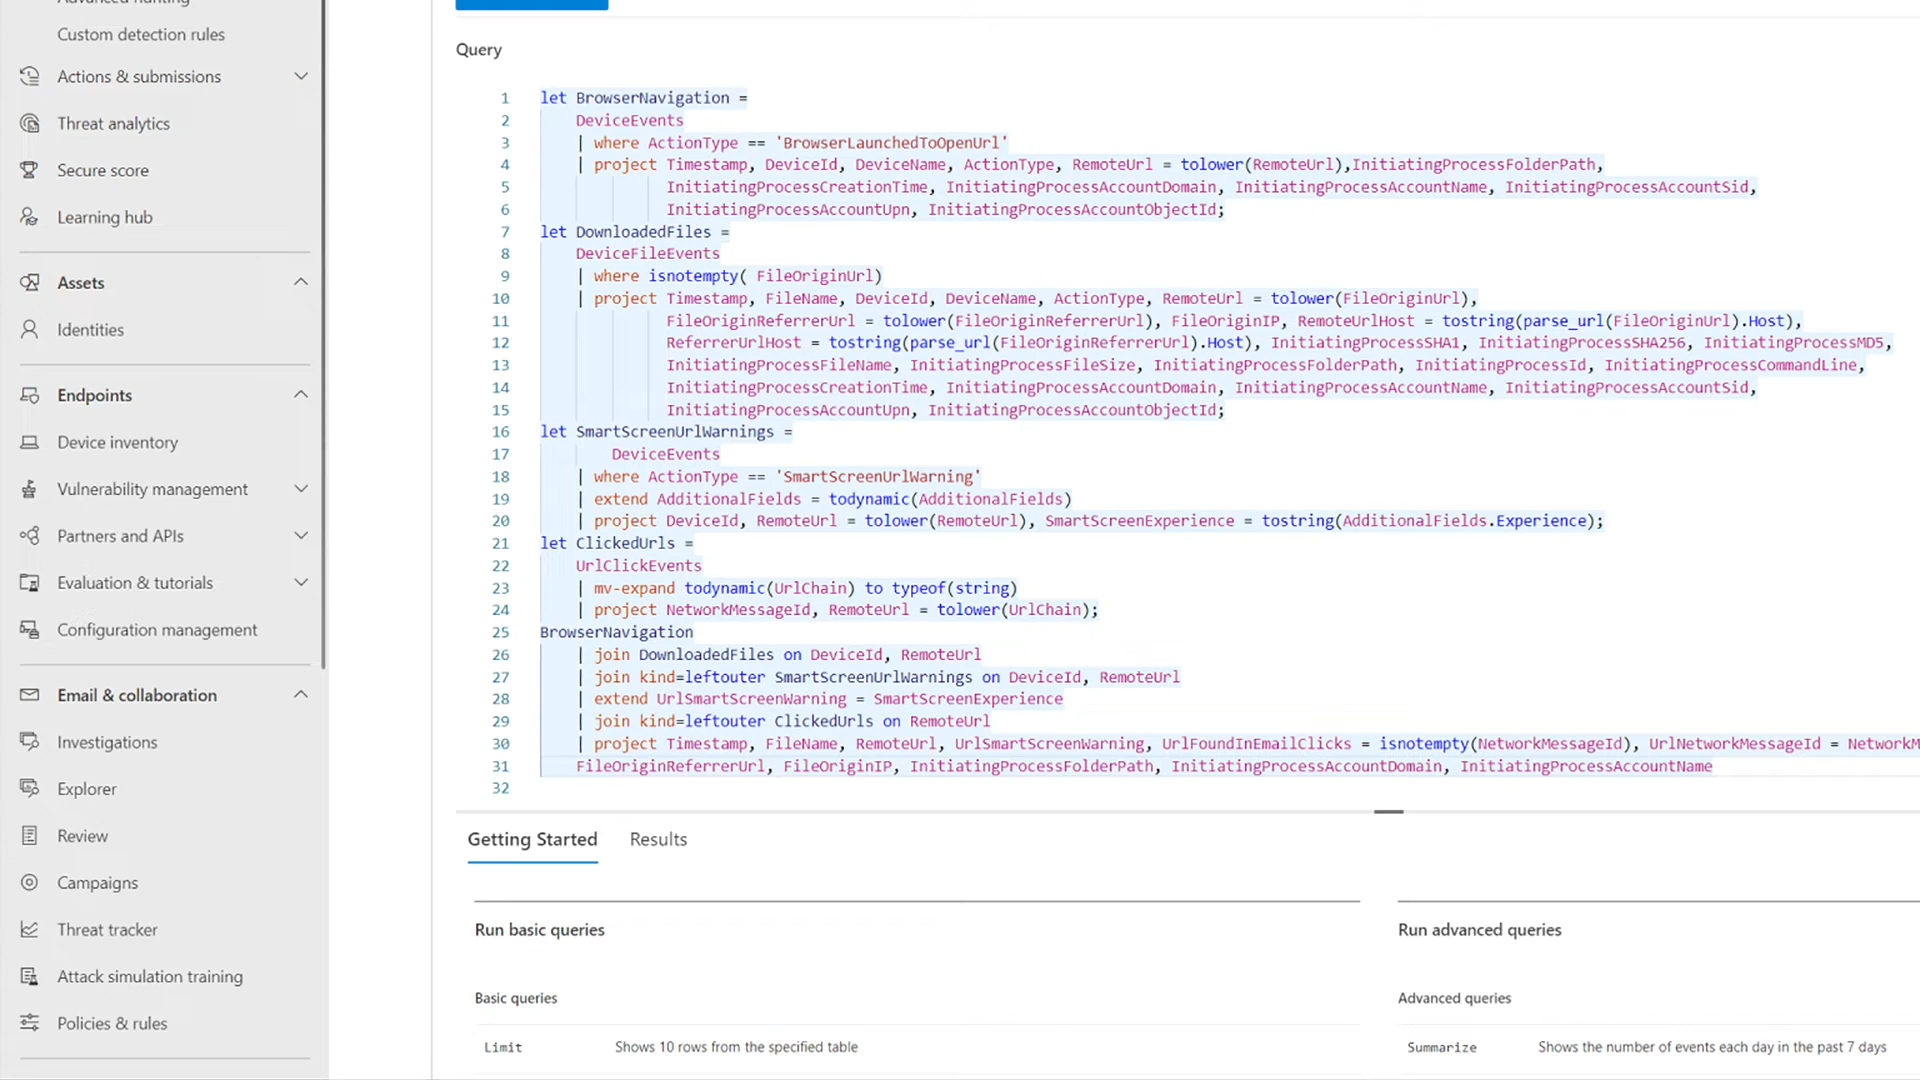 Advanced hunting
Custom detection rules
Actions & submissions
Threat analytics
Secure score
Learning hub
Assets
Identities
Endpoints
Device inventory
Vulnerability management
Partners and APIs
Evaluation & tutorials
Configuration management
Email & collaboration
Investigations
Explorer
Review
Campaigns
Threat tracker
Attack simulation training
Policies & rules
Query
1 let BrowserNavigation =
2 DeviceEvents
3 | where ActionType == 'BrowserLaunchedToOpenUrl'
4 | project Timestamp, DeviceId, DeviceName, ActionType, RemoteUrl = tolower(RemoteUrl),InitiatingProcessFolderPath,
5 InitiatingProcessCreationTime, InitiatingProcessAccountDomain, InitiatingProcessAccountName, InitiatingProcessAccountSid,
6 InitiatingProcessAccountUpn, InitiatingProcessAccountObjectId;
7 let DownloadedFiles =
8 DeviceFileEvents
9 | where isnotempty( FileOriginUrl)
10 | project Timestamp, FileName, DeviceId, DeviceName, ActionType, RemoteUrl = tolower(FileOriginUrl),
11 FileOriginReferrerUrl = tolower(FileOriginReferrerUrl), FileOriginIP, RemoteUrlHost = tostring(parse_url(FileOriginUrl).Host),
12 ReferrerUrlHost = tostring(parse_url(FileOriginReferrerUrl).Host), InitiatingProcessSHA1, InitiatingProcessSHA256, InitiatingProcessMD5,
13 InitiatingProcessFileName, InitiatingProcessFileSize, InitiatingProcessFolderPath, InitiatingProcessId, InitiatingProcessCommandLine,
14 InitiatingProcessCreationTime, InitiatingProcessAccountDomain, InitiatingProcessAccountName, InitiatingProcessAccountSid,
15 InitiatingProcessAccountUpn, InitiatingProcessAccountObjectId;
16 let SmartScreenUrlWarnings =
17 DeviceEvents
18 | where ActionType == 'SmartScreenUrlWarning'
19 | extend AdditionalFields = todynamic(AdditionalFields)
20 | project DeviceId, RemoteUrl = tolower(RemoteUrl), SmartScreenExperience = tostring(AdditionalFields.Experience);
21 let ClickedUrls =
22 UrlClickEvents
23 | mv-expand todynamic(UrlChain) to typeof(string)
24 | project NetworkMessageId, RemoteUrl = tolower(UrlChain);
25 BrowserNavigation
26 | join DownloadedFiles on DeviceId, RemoteUrl
27 | join kind=leftouter SmartScreenUrlWarnings on DeviceId, RemoteUrl
28 | extend UrlSmartScreenWarning = SmartScreenExperience
29 | join kind=leftouter ClickedUrls on RemoteUrl
30 | project Timestamp, FileName, RemoteUrl, UrlSmartScreenWarning, UrlFoundInEmailClicks = isnotempty(NetworkMessageId), UrlNetworkMessageId = NetworkM
31 FileOriginReferrerUrl, FileOriginIP, InitiatingProcessFolderPath, InitiatingProcessAccountDomain, InitiatingProcessAccountName
32
Getting Started Results
Run basic queries
Basic queries
Limit Shows 10 rows from the specified table
Run advanced queries
Advanced queries
Summarize Shows the number of events each day in the past 7 days